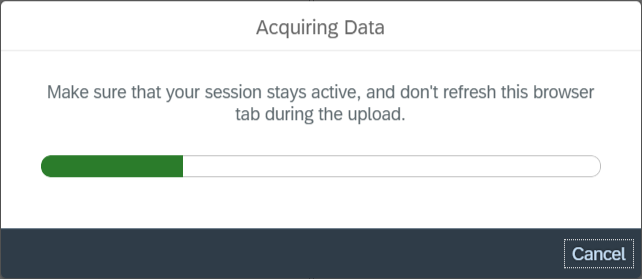 Acquiring Data
Make sure that your session stays active, and don't refresh this browser
tab during the upload.
Cancel